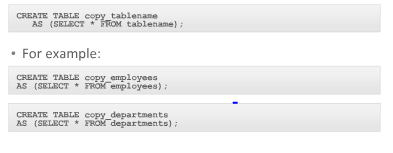 CREATE TABLE copy_tablename
AS (SELECT * FROM tablename);
• For example:
CREATE TABLE copy_employees
AS (SELECT * FROM employees);
CREATE TABLE copy_departments
AS (SELECT * FROM departments);